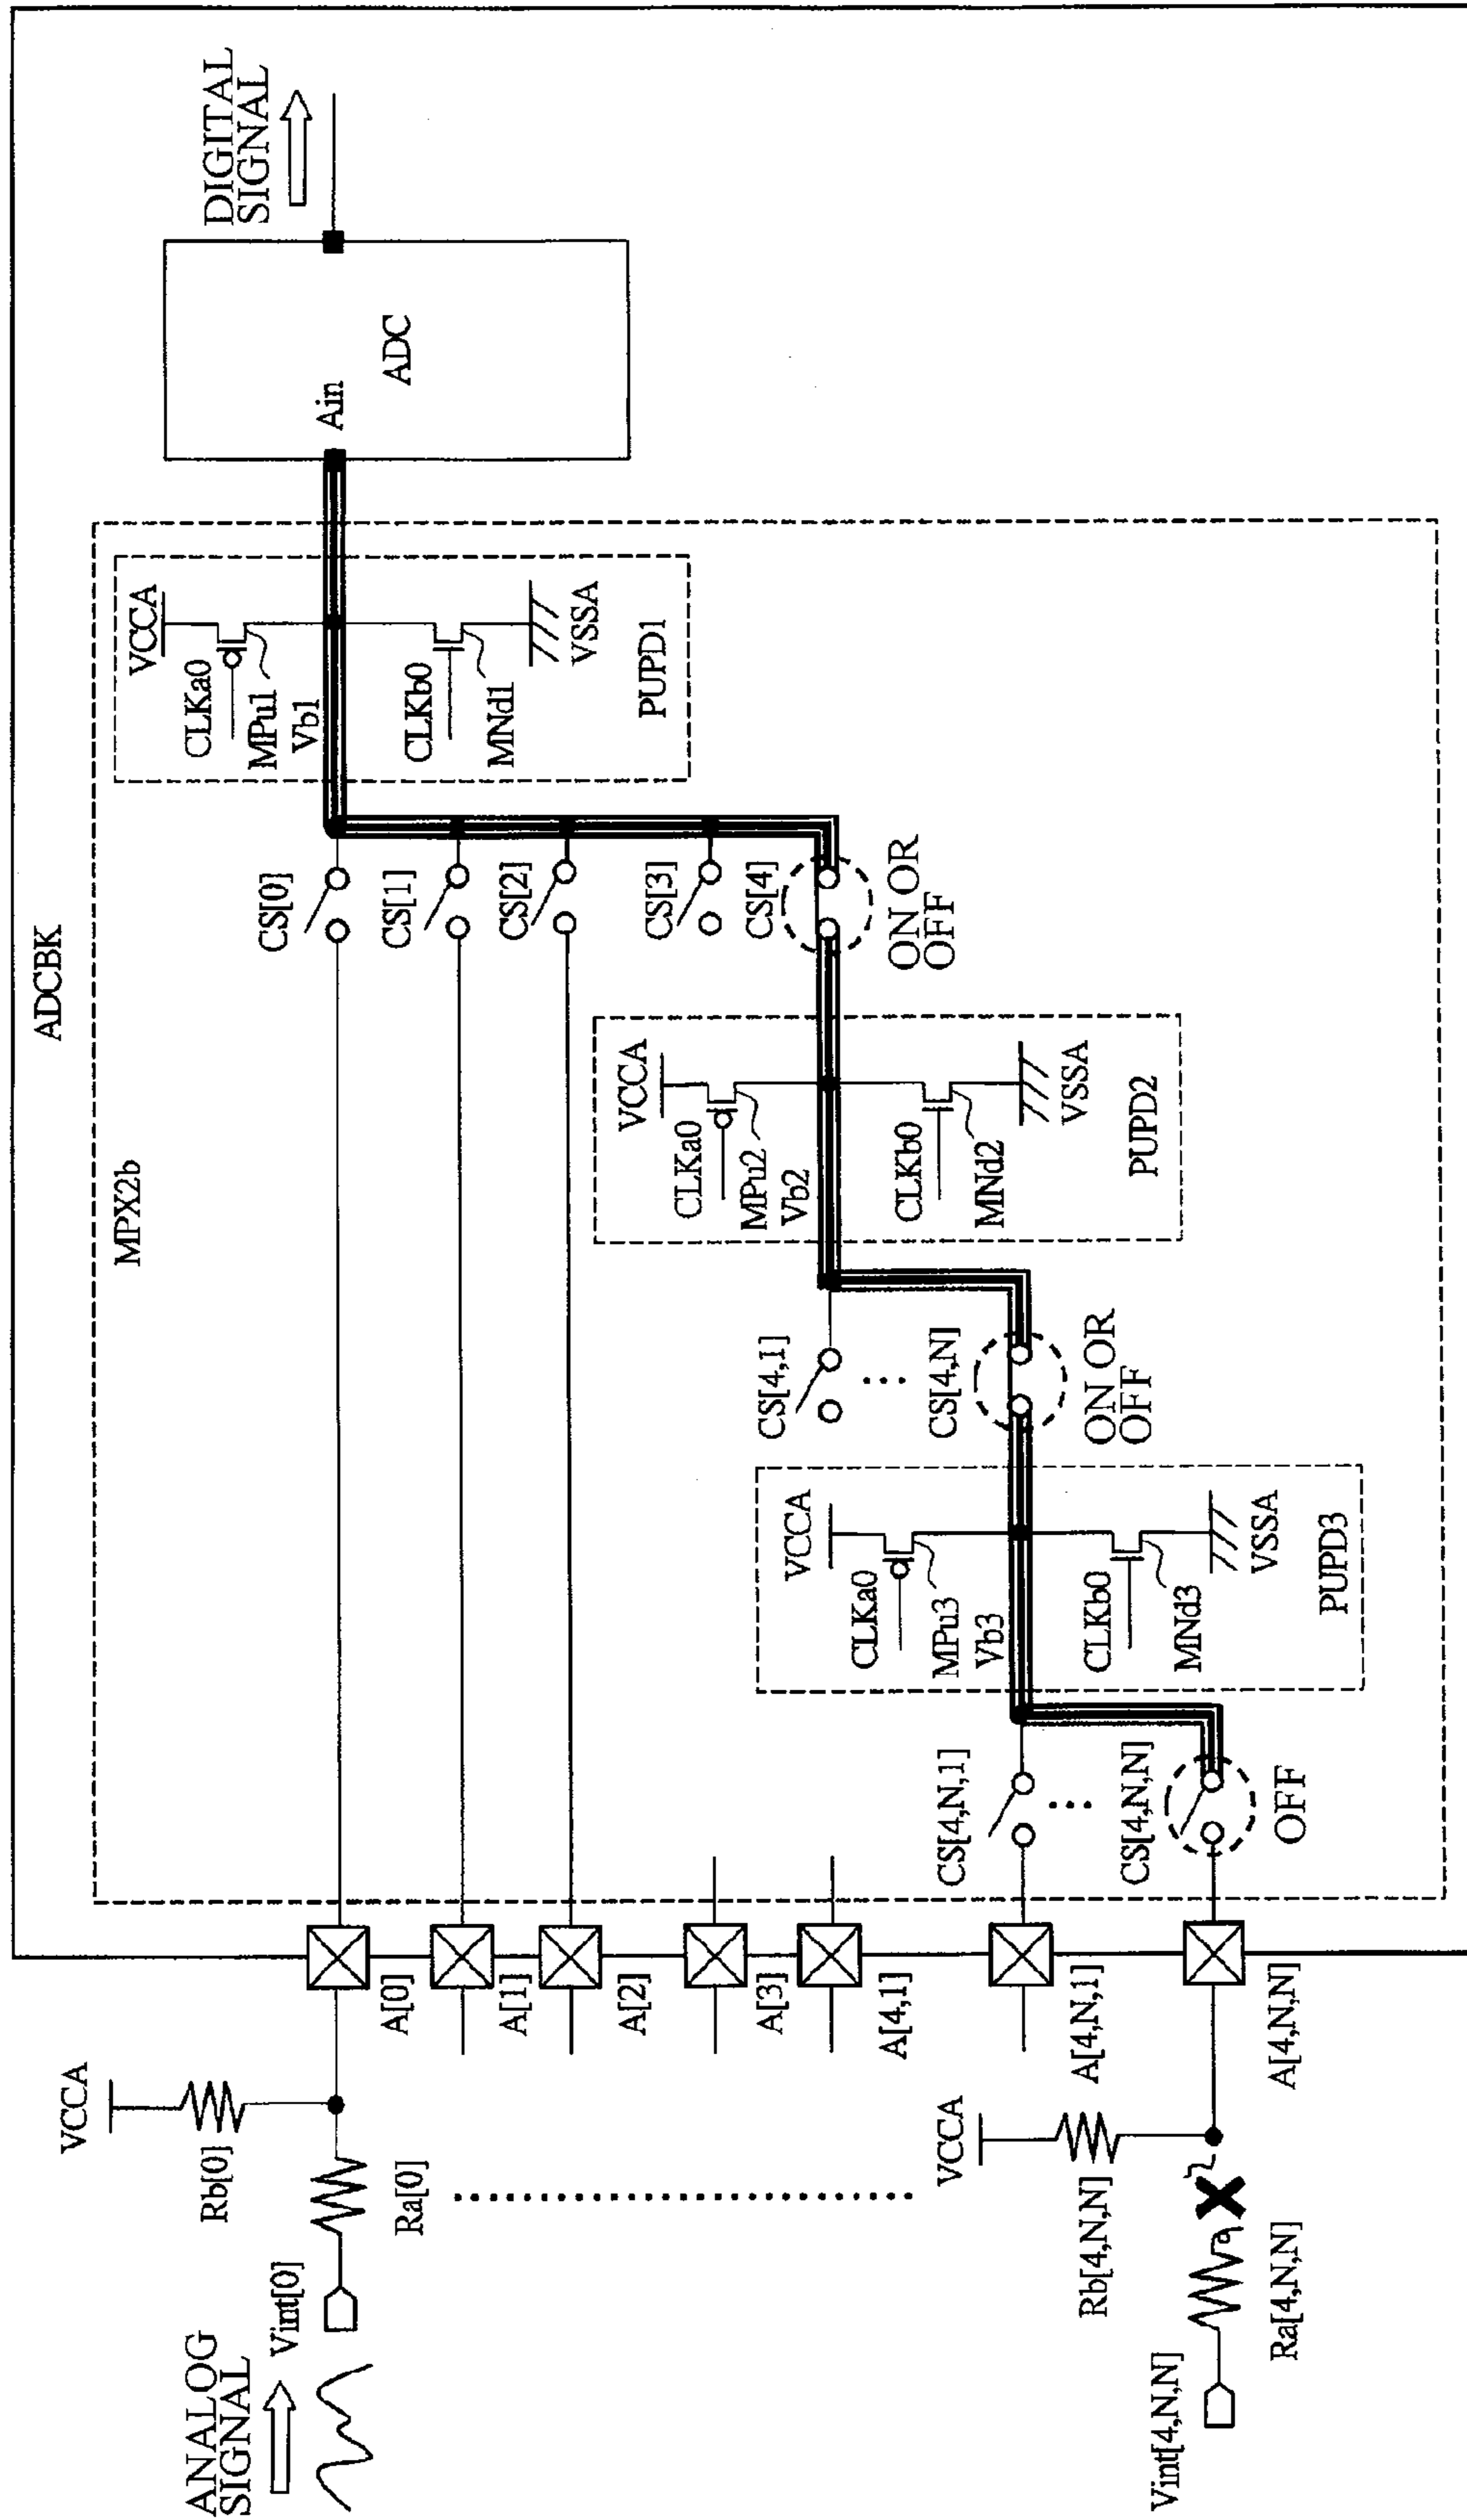 ADCBK
MPX2b
ANALOG
SIGNAL
Vint[0]
Ra[0]
Rb[0]
VCCA
A[0]
A[1]
A[2]
A[3]
A[4,1]
A[4,N,1]
A[4,N,N]
VCCA
Rb[4,N,N]
Ra[4,N,N]
Vint[4,N,N]
CS[0]
CS[1]
CS[2]
CS[3]
CS[4]
ON OR
OFF
CS[4,1]
CS[4,N]
ON OR
OFF
CS[4,N,1]
CS[4,N,N]
OFF
VCCA
CLKa0
MPu3
Vb3
CLKb0
MNd3
VSSA
PUPD3
VCCA
CLKa0
MPu2
Vb2
CLKb0
MNd2
VSSA
PUPD2
VCCA
CLKa0
MPu1
Vb1
CLKb0
MNd1
VSSA
PUPD1
Ain
ADC
DIGITAL
SIGNAL